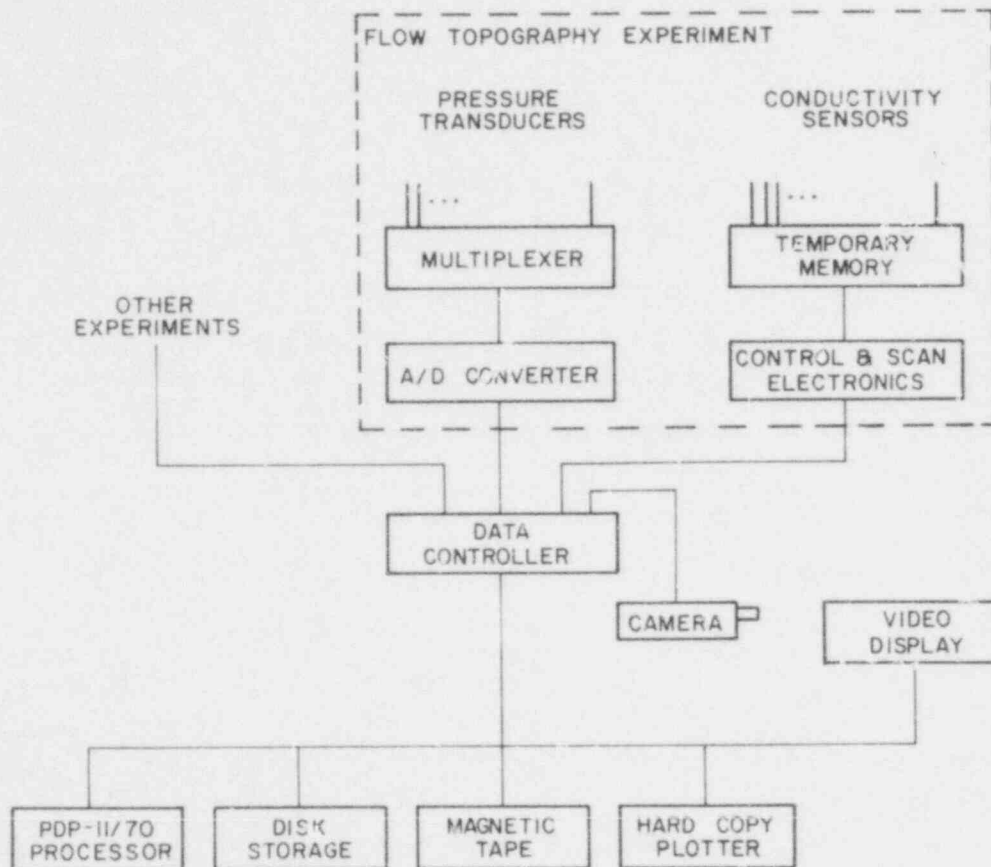 FLOW TOPOGRAPHY EXPERIMENT
PRESSURE
TRANSDUCERS
CONDUCTIVITY
SENSORS
...
...
MULTIPLEXER
TEMPORARY
MEMORY
OTHER
EXPERIMENTS
A/D CONVERTER
CONTROL & SCAN
ELECTRONICS
DATA
CONTROLLER
CAMERA
VIDEO
DISPLAY
PDP-11/70
PROCESSOR
DISK
STORAGE
MAGNETIC
TAPE
HARD COPY
PLOTTER